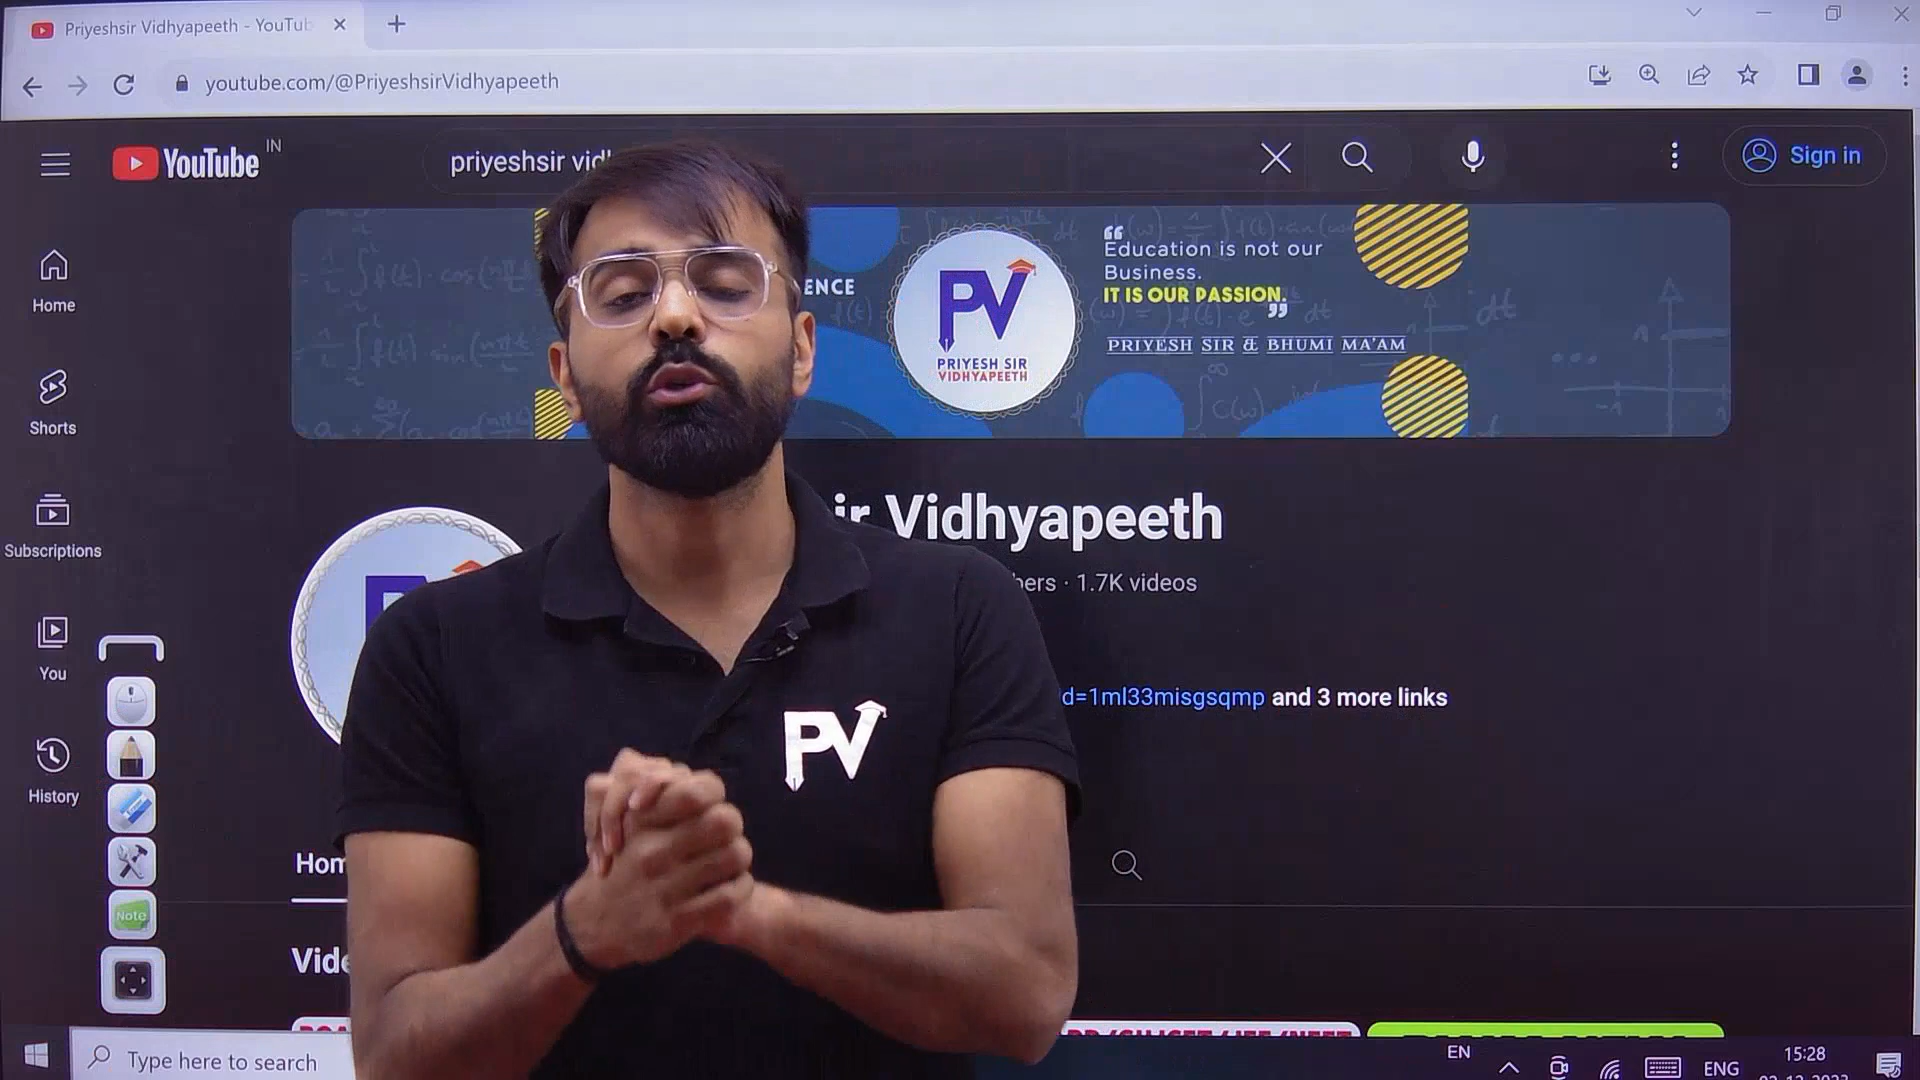 Priyeshsir Vidhyapeeth - YouTub
youtube.com/@PriyeshsirVidhyapeeth
YouTube IN
priyeshsir vid
Sign in
Home
Shorts
Subscriptions
You
History
Note
ENCE
PV
PRIYESH SIR
VIDHYAPEETH
“
Education is not our
Business.
IT IS OUR PASSION.
”
PRIYESH SIR & BHUMI MA'AM
ir Vidhyapeeth
bers · 1.7K videos
d=1ml33misgsqmp and 3 more links
PV
Hom
Vide
Type here to search
EN
ENG
15:28